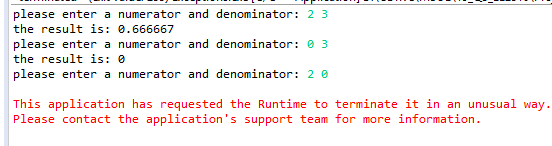 please enter a numerator and denominator: 2 3
the result is: 0.666667
please enter a numerator and denominator: 0 3
the result is: 0
please enter a numerator and denominator: 2 0
This application has requested the Runtime to terminate it in an unusual way.
Please contact the application's support team for more information.